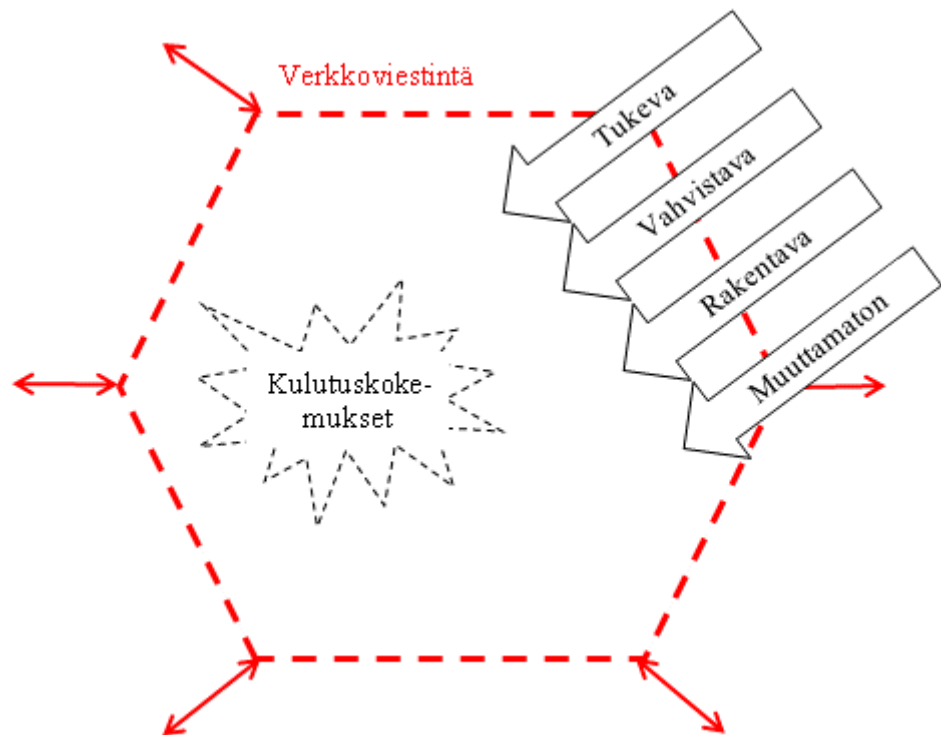 Verkkoviestintä
Tukeva
Vahvistava
Rakentava
Muuttamaton
Kulutuskoke-
mukset